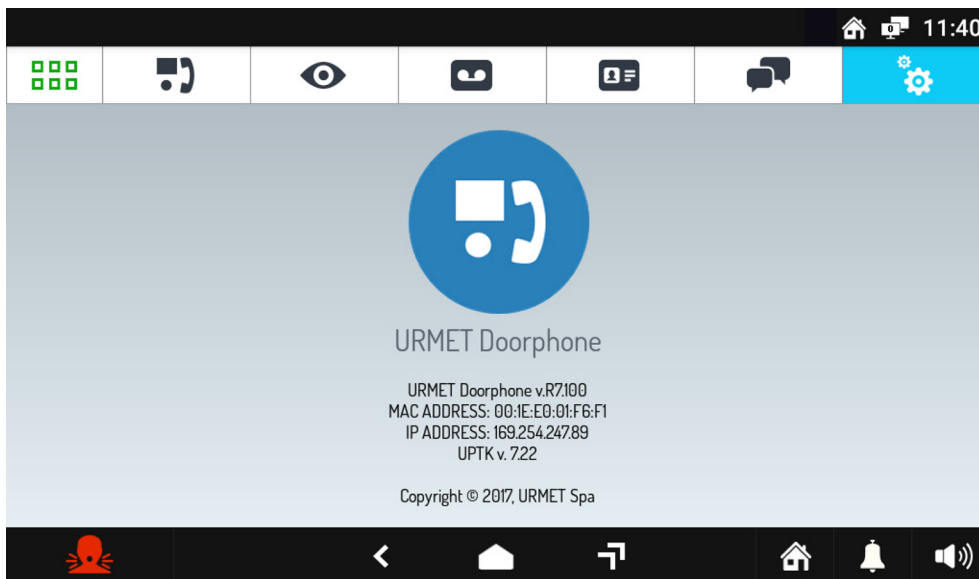 0
11:40
URMET Doorphone
URMET Doorphone v.R7.100
MAC ADDRESS: 00:1E:E0:01:F6:F1
IP ADDRESS: 169.254.247.89
UPTK v. 7.22
Copyright © 2017, URMET Spa